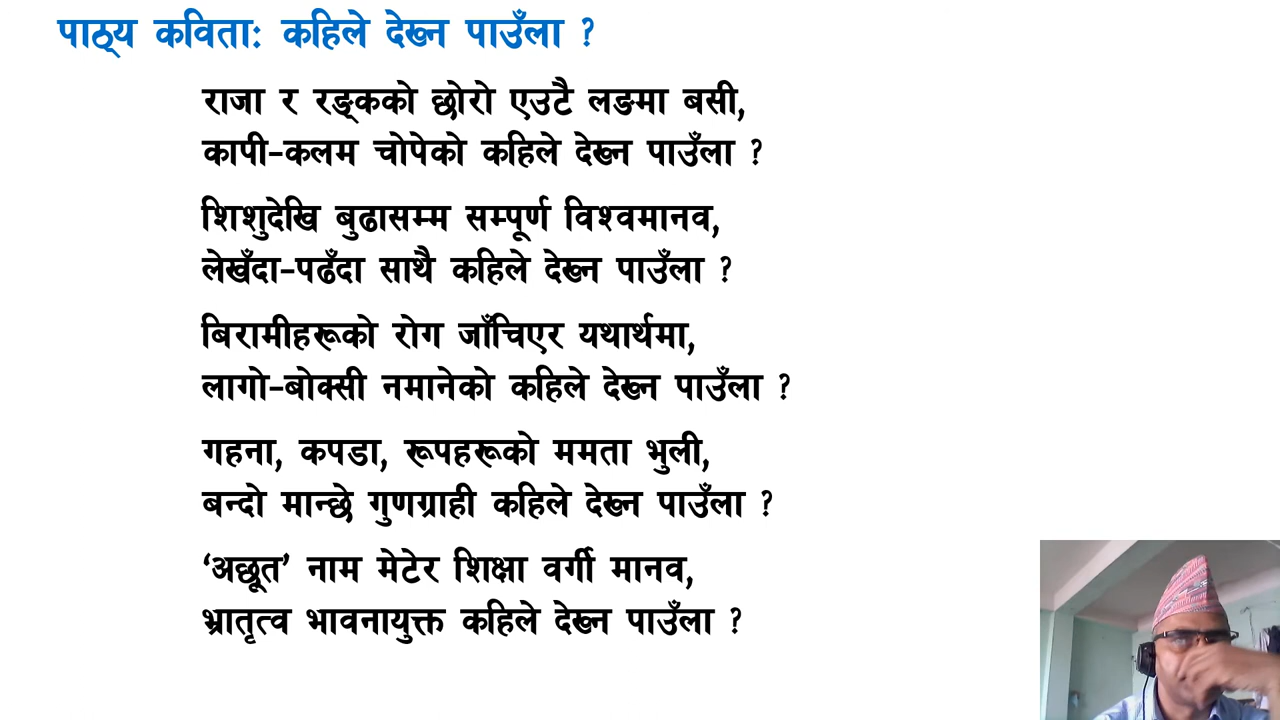 पाठ्य कविताः कहिले देख्न पाउँला ?
राजा र रङ्कको छोरो एउटै लङमा बसी,
कापी-कलम चोपेको कहिले देख्न पाउँला ?
शिशुदेखि बुढासम्म सम्पूर्ण विश्वमानव,
लेखँदा-पढँदा साथै कहिले देख्न पाउँला ?
बिरामीहरूको रोग जाँचिएर यथार्थमा,
लागो-बोक्सी नमानेको कहिले देख्न पाउँला ?
गहना, कपडा, रूपहरूको ममता भुली,
बन्दो मान्छे गुणग्राही कहिले देख्न पाउँला ?
‘अछूत’ नाम मेटेर शिक्षा वर्गी मानव,
भ्रातृत्व भावनायुक्त कहिले देख्न पाउँला ?